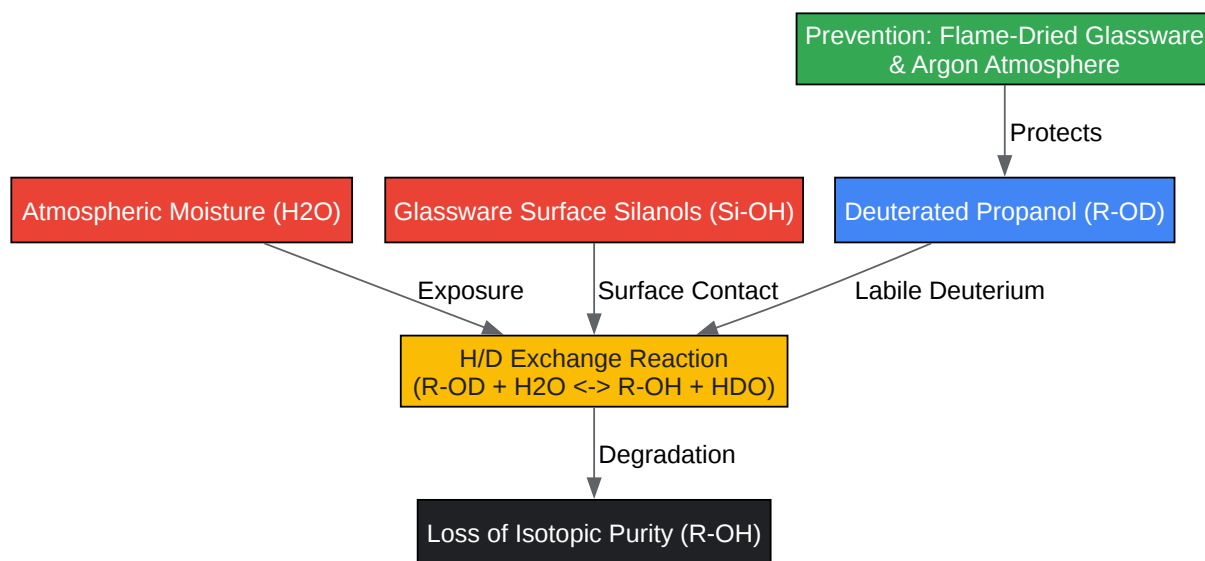 Prevention: Flame-Dried Glassware
& Argon Atmosphere
Protects
Atmospheric Moisture (H2O)
Glassware Surface Silanols (Si-OH)
Deuterated Propanol (R-OD)
Exposure
Surface Contact
Labile Deuterium
H/D Exchange Reaction
(R-OD + H2O <-> R-OH + HDO)
Degradation
Loss of Isotopic Purity (R-OH)